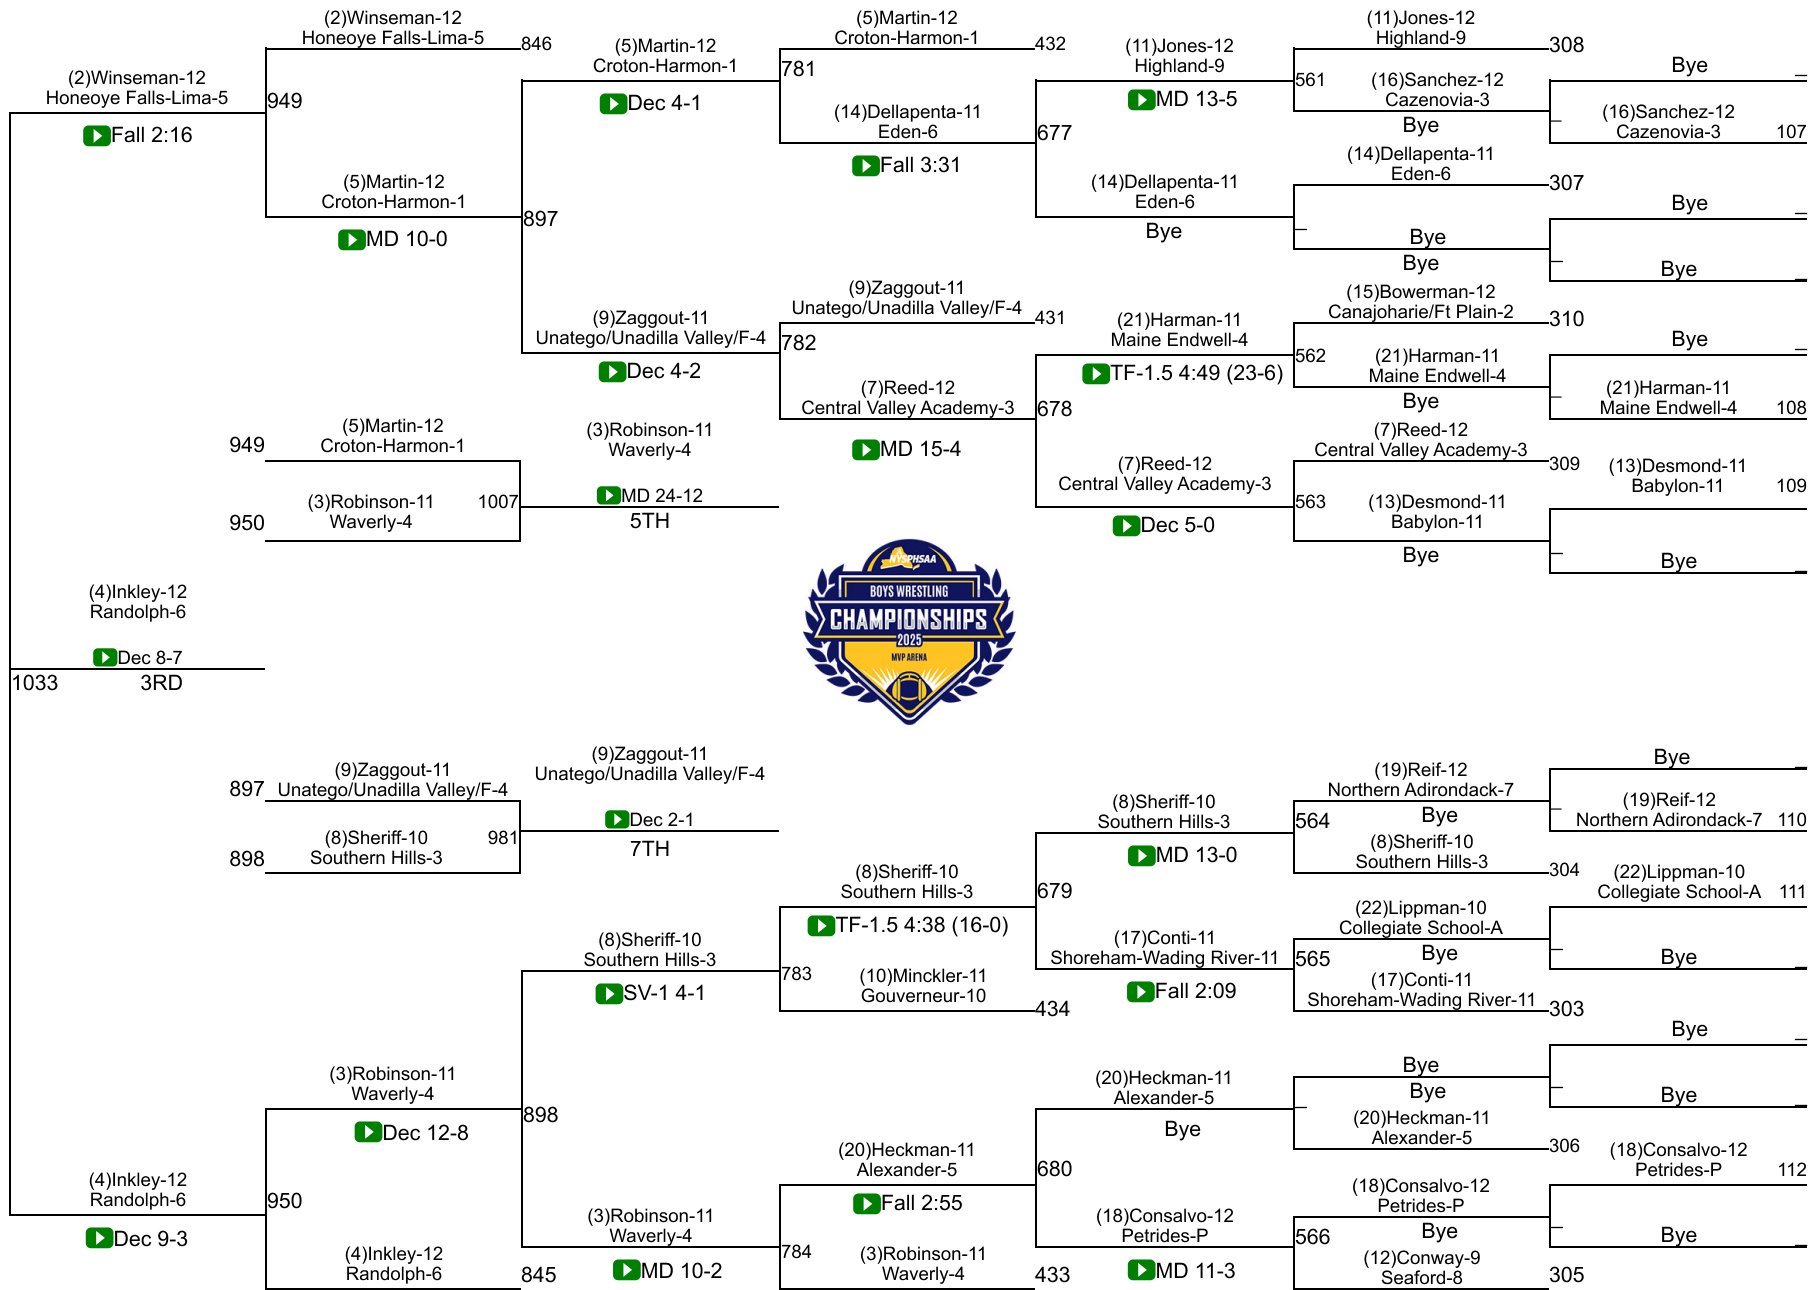 (2)Winseman-12
Honeoye Falls-Lima-5
846
(5)Martin-12
Croton-Harmon-1
(5)Martin-12
Croton-Harmon-1
432
(11)Jones-12
Highland-9
(11)Jones-12
Highland-9
308
Bye
(2)Winseman-12
Honeoye Falls-Lima-5
949
Dec 4-1
781
(14)Dellapenta-11
Eden-6
MD 13-5
561
(16)Sanchez-12
Cazenovia-3
Bye
(16)Sanchez-12
Cazenovia-3
107
Fall 2:16
Fall 3:31
677
(14)Dellapenta-11
Eden-6
307
(5)Martin-12
Croton-Harmon-1
(14)Dellapenta-11
Eden-6
Bye
Bye
MD 10-0
897
Bye
Bye
Bye
(9)Zaggout-11
Unatego/Unadilla Valley/F-4
(9)Zaggout-11
Unatego/Unadilla Valley/F-4
431
(21)Harman-11
Maine Endwell-4
(15)Bowerman-12
Canajoharie/Ft Plain-2
310
Bye
Dec 4-2
782
TF-1.5 4:49 (23-6)
562
(21)Harman-11
Maine Endwell-4
Bye
(21)Harman-11
Maine Endwell-4
108
(7)Reed-12
Central Valley Academy-3
678
949
(5)Martin-12
Croton-Harmon-1
(3)Robinson-11
Waverly-4
MD 15-4
(7)Reed-12
Central Valley Academy-3
(7)Reed-12
Central Valley Academy-3
309
(13)Desmond-11
Babylon-11
109
950
(3)Robinson-11
Waverly-4
1007
MD 24-12
5TH
Dec 5-0
563
(13)Desmond-11
Babylon-11
Bye
Bye
NYSPHSAA
BOYS WRESTLING
CHAMPIONSHIPS
2025
MVP ARENA
(4)Inkley-12
Randolph-6
Dec 8-7
1033
3RD
897
(9)Zaggout-11
Unatego/Unadilla Valley/F-4
(9)Zaggout-11
Unatego/Unadilla Valley/F-4
(8)Sheriff-10
Southern Hills-3
(19)Reif-12
Northern Adirondack-7
Bye
898
(8)Sheriff-10
Southern Hills-3
981
Dec 2-1
7TH
MD 13-0
564
Bye
(8)Sheriff-10
Southern Hills-3
304
(19)Reif-12
Northern Adirondack-7
110
(8)Sheriff-10
Southern Hills-3
679
(22)Lippman-10
Collegiate School-A
111
(8)Sheriff-10
Southern Hills-3
TF-1.5 4:38 (16-0)
(17)Conti-11
Shoreham-Wading River-11
(22)Lippman-10
Collegiate School-A
Bye
565
Bye
SV-1 4-1
783
(10)Minckler-11
Gouverneur-10
434
Fall 2:09
(17)Conti-11
Shoreham-Wading River-11
303
Bye
(3)Robinson-11
Waverly-4
(20)Heckman-11
Alexander-5
Bye
Bye
Bye
Dec 12-8
898
Bye
(20)Heckman-11
Alexander-5
306
(18)Consalvo-12
Petrides-P
112
(4)Inkley-12
Randolph-6
950
(20)Heckman-11
Alexander-5
680
Dec 9-3
(3)Robinson-11
Waverly-4
Fall 2:55
(18)Consalvo-12
Petrides-P
(18)Consalvo-12
Petrides-P
Bye
566
Bye
(4)Inkley-12
Randolph-6
845
MD 10-2
784
(3)Robinson-11
Waverly-4
433
MD 11-3
(12)Conway-9
Seaford-8
305